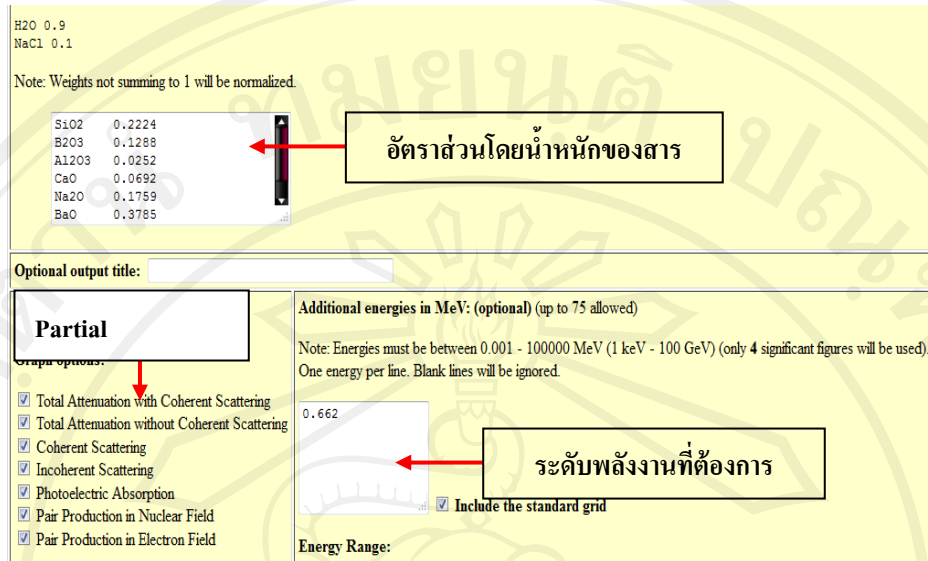 H2O 0.9
NaCl 0.1
Note: Weights not summing to 1 will be normalized.
SiO2 0.2224
B2O3 0.1288
Al2O3 0.0252
CaO 0.0692
Na2O 0.1759
BaO 0.3785
อัตราส่วนโดยน้ำหนักของสาร
Optional output title:
Partial
Graph options:
Total Attenuation with Coherent Scattering
Total Attenuation without Coherent Scattering
Coherent Scattering
Incoherent Scattering
Photoelectric Absorption
Pair Production in Nuclear Field
Pair Production in Electron Field
Additional energies in MeV: (optional) (up to 75 allowed)
Note: Energies must be between 0.001 - 100000 MeV (1 keV - 100 GeV) (only 4 significant figures will be used).
One energy per line. Blank lines will be ignored.
0.662
ระดับพลังงานที่ต้องการ
Include the standard grid
Energy Range: